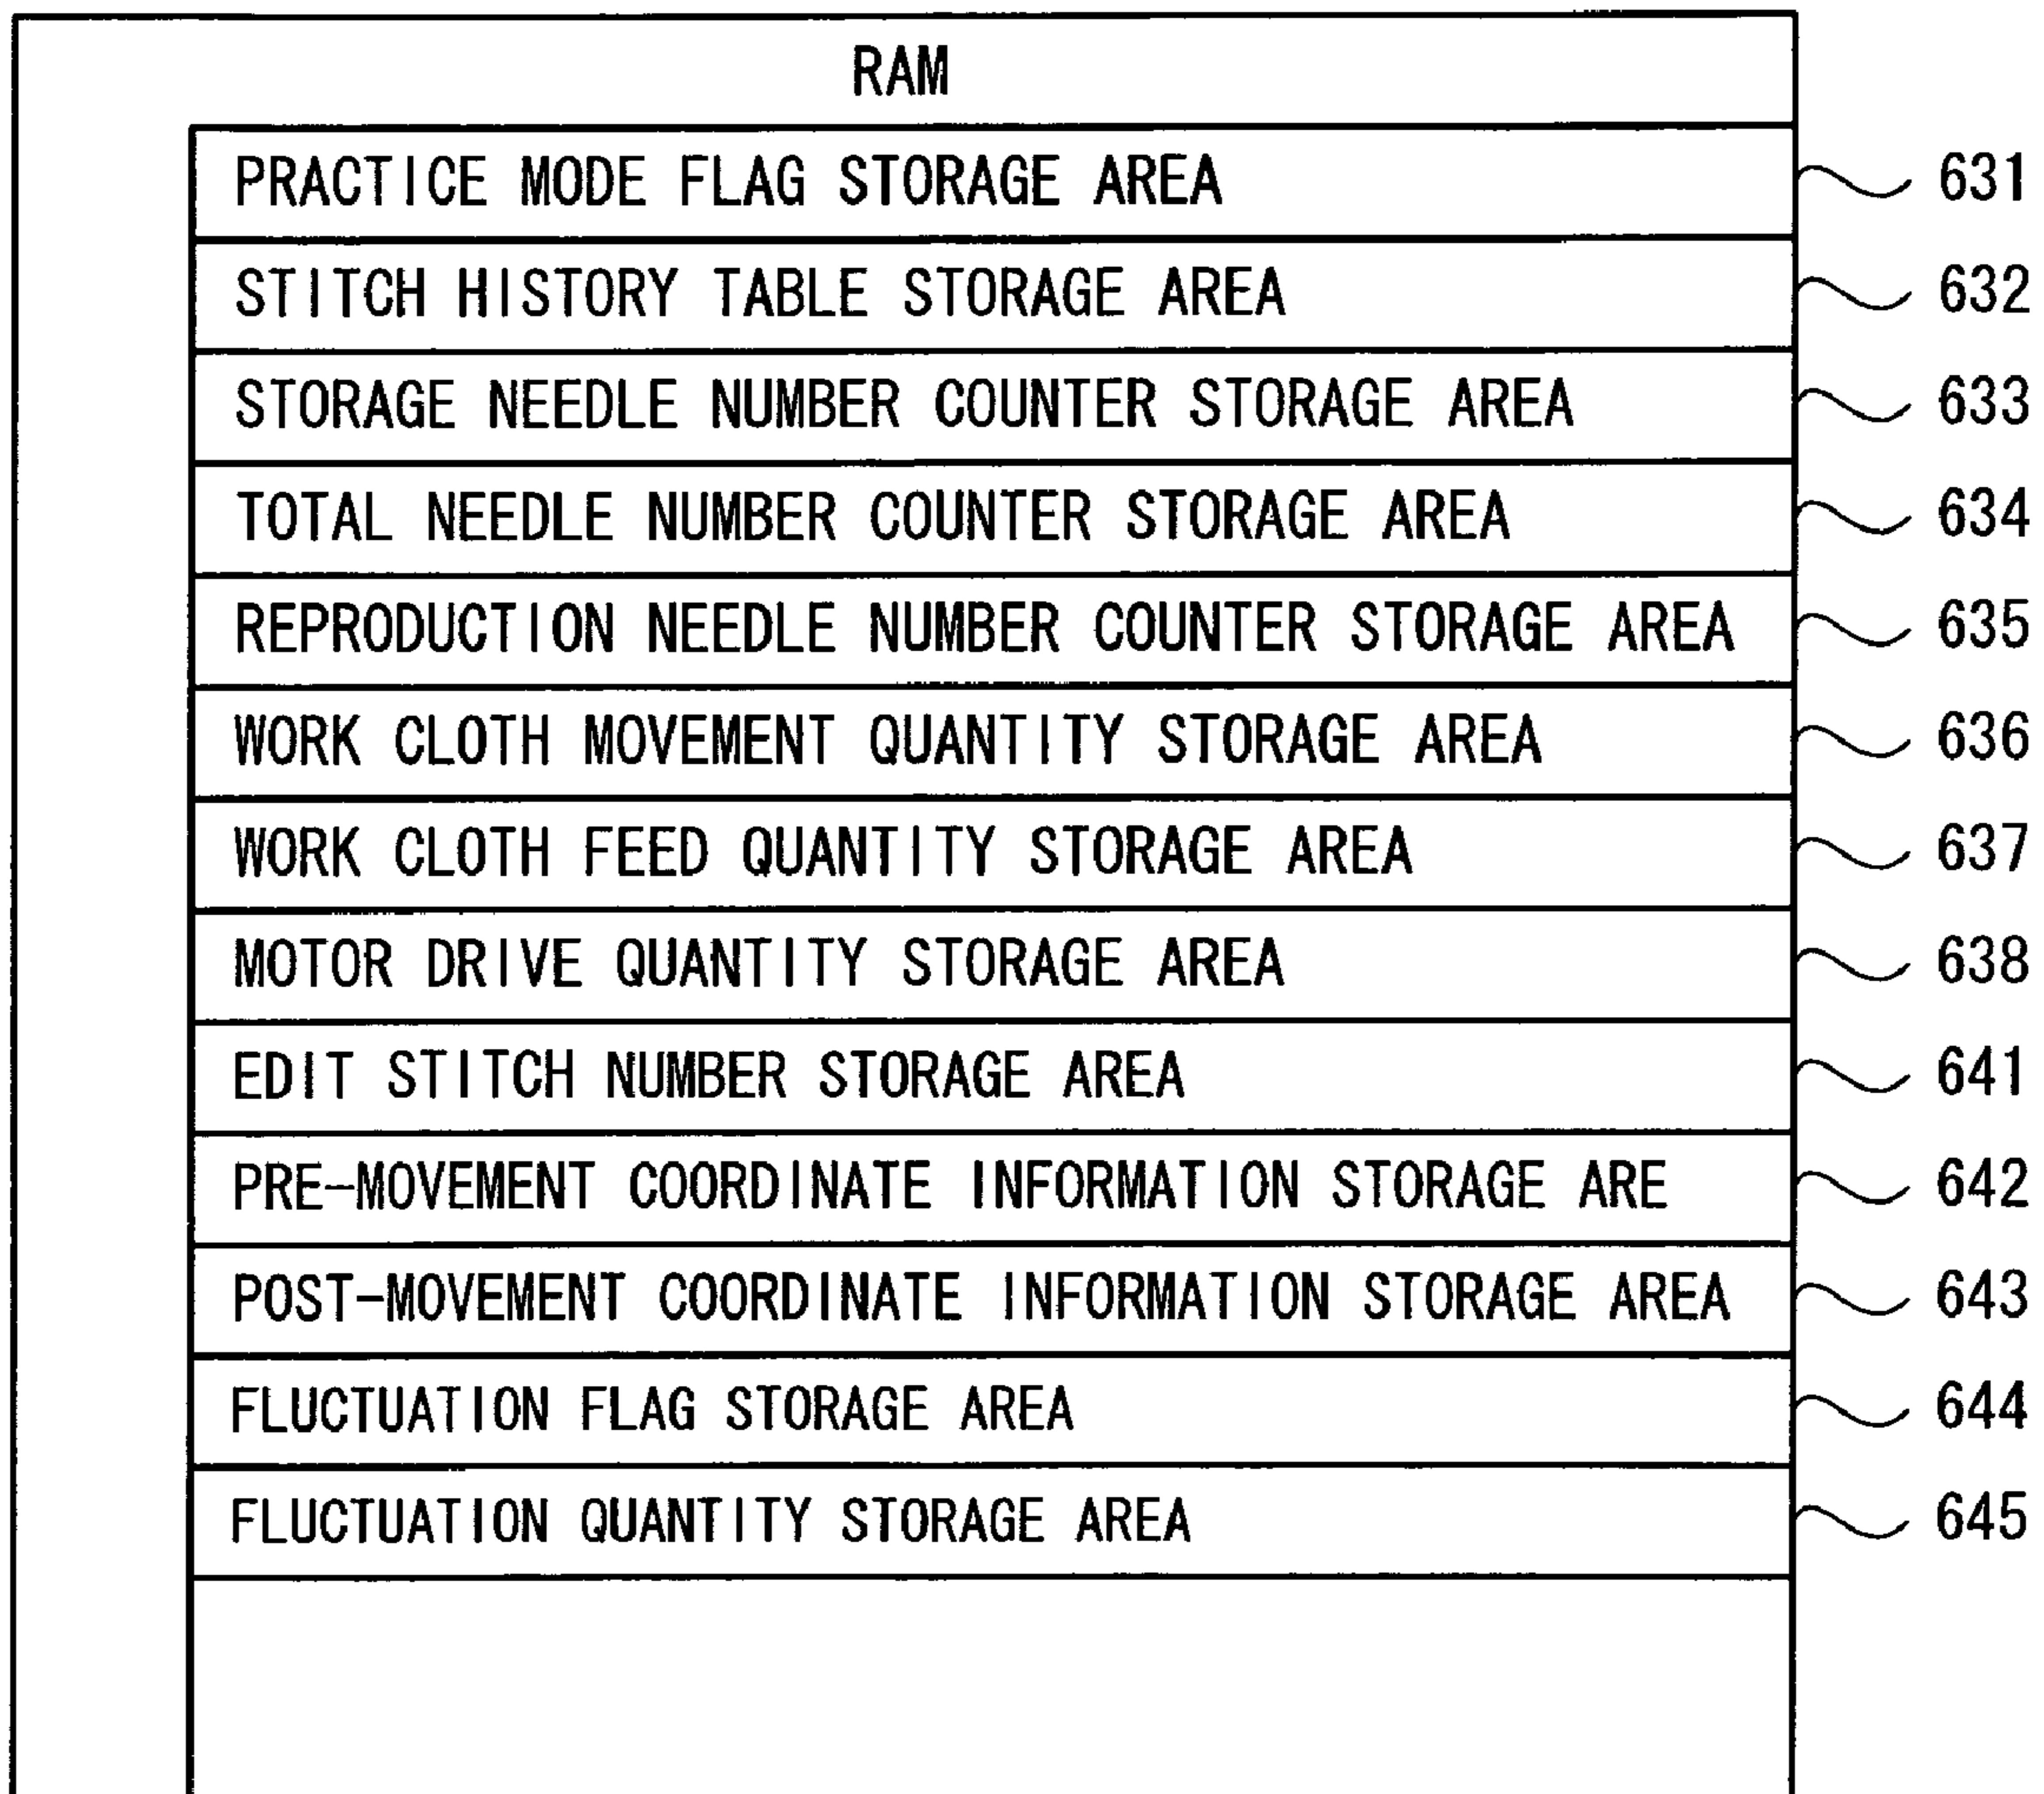 RAM
PRACTICE MODE FLAG STORAGE AREA 631
STITCH HISTORY TABLE STORAGE AREA 632
STORAGE NEEDLE NUMBER COUNTER STORAGE AREA 633
TOTAL NEEDLE NUMBER COUNTER STORAGE AREA 634
REPRODUCTION NEEDLE NUMBER COUNTER STORAGE AREA 635
WORK CLOTH MOVEMENT QUANTITY STORAGE AREA 636
WORK CLOTH FEED QUANTITY STORAGE AREA 637
MOTOR DRIVE QUANTITY STORAGE AREA 638
EDIT STITCH NUMBER STORAGE AREA 641
PRE-MOVEMENT COORDINATE INFORMATION STORAGE ARE 642
POST-MOVEMENT COORDINATE INFORMATION STORAGE AREA 643
FLUCTUATION FLAG STORAGE AREA 644
FLUCTUATION QUANTITY STORAGE AREA 645